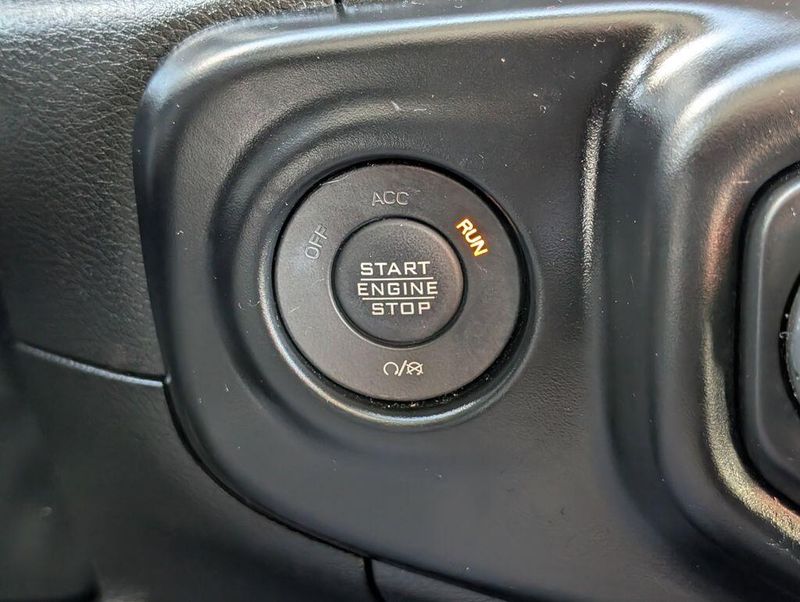 ACC
OFF
RUN
START
ENGINE
STOP